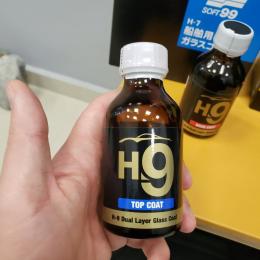 SOFT99
H-7
船舶用
ガラスコ
H9
H9
TOP COAT
H-9 Dual Layer Glass Coat